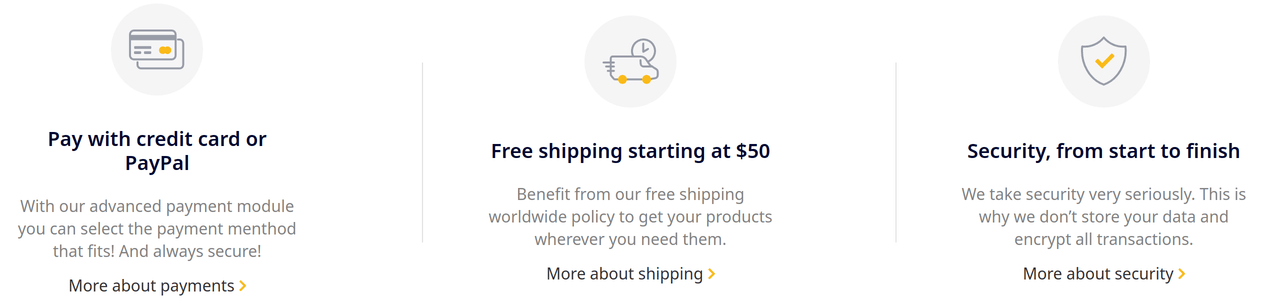 Pay with credit card or
PayPal
With our advanced payment module
you can select the payment menthod
that fits! And always secure!
More about payments
Free shipping starting at $50
Benefit from our free shipping
worldwide policy to get your products
wherever you need them.
More about shipping
Security, from start to finish
We take security very seriously. This is
why we don’t store your data and
encrypt all transactions.
More about security